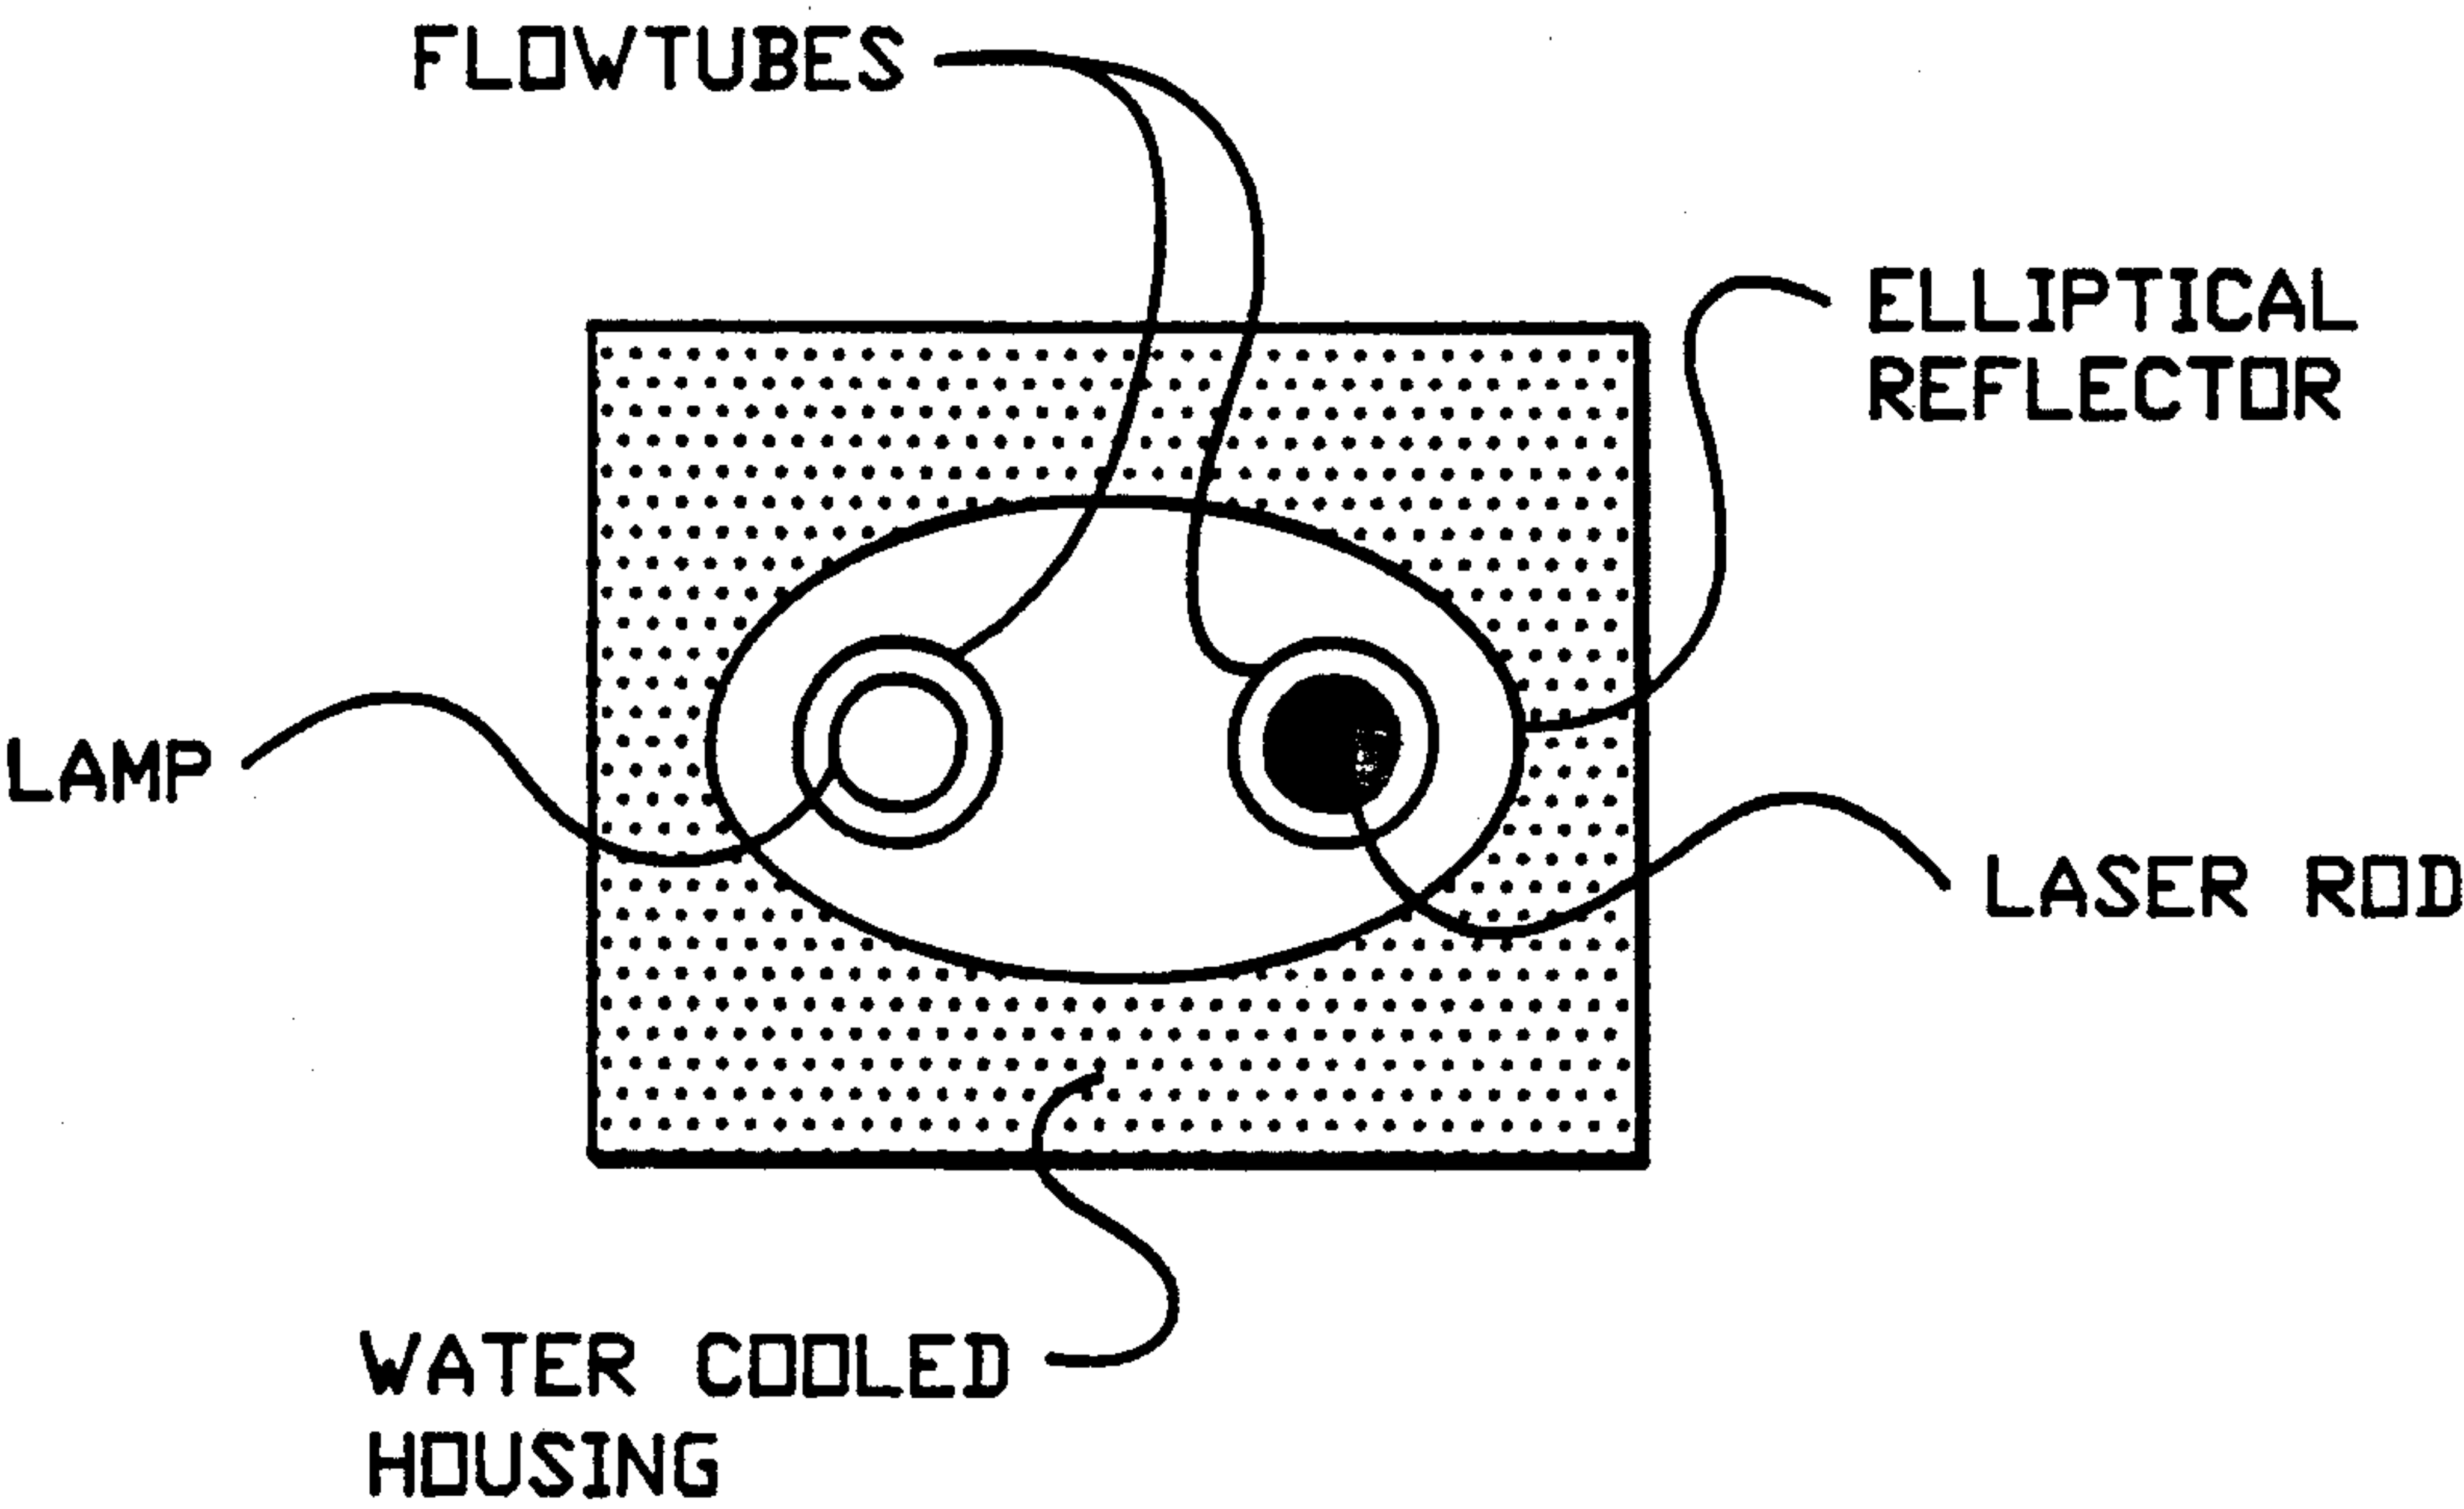 FLOWTUBES
ELLIPTICAL
REFLECTOR
LAMP
LASER ROD
WATER COOLED
HOUSING